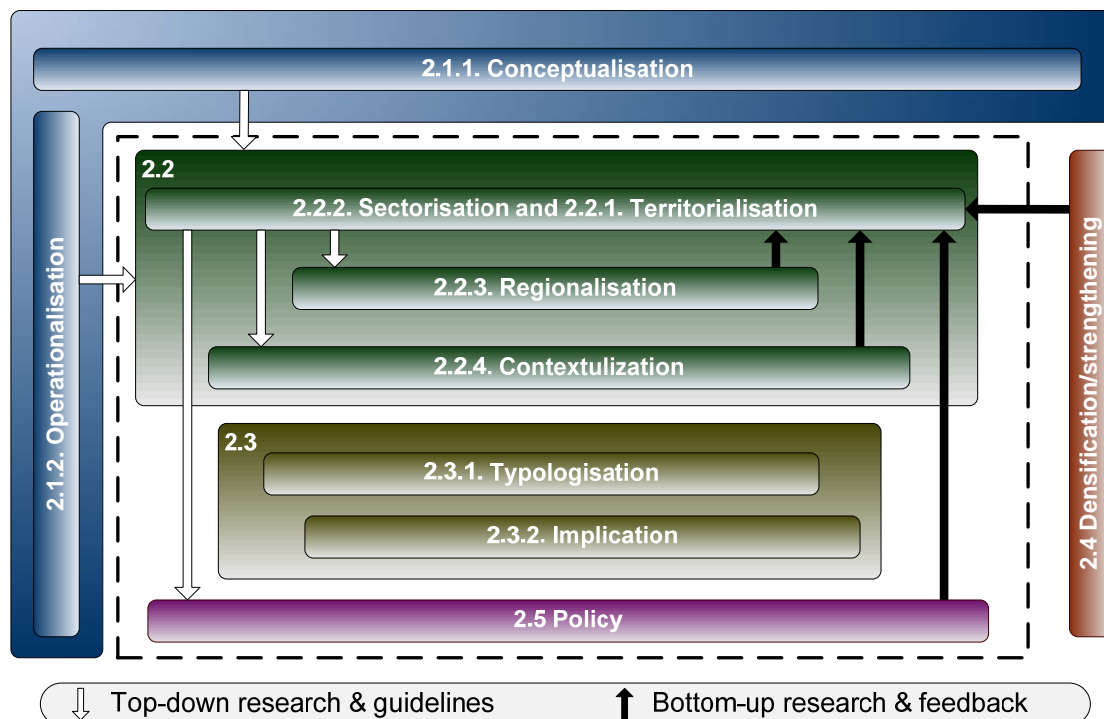 2.1.1. Conceptualisation
2.1.2. Operationalisation
2.2
2.2.2. Sectorisation and 2.2.1. Territorialisation
2.2.3. Regionalisation
2.2.4. Contextulization
2.3
2.3.1. Typologisation
2.3.2. Implication
2.5 Policy
2.4 Densification/strengthening
Top-down research & guidelines
Bottom-up research & feedback